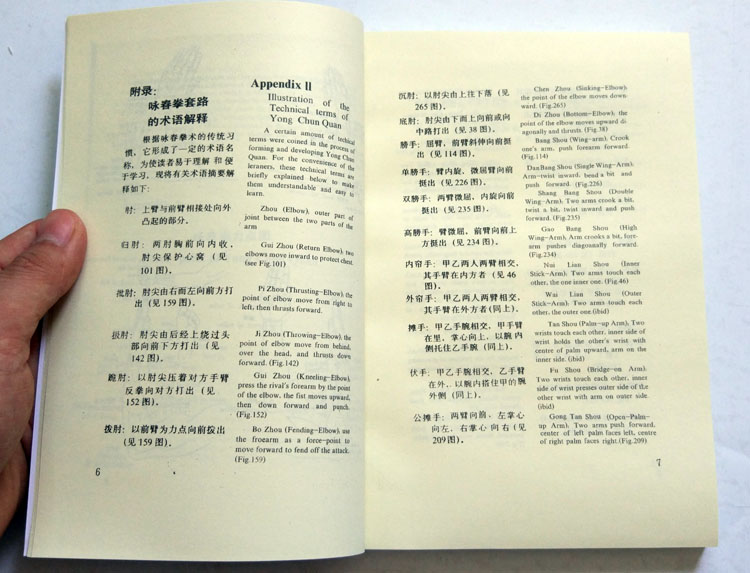 附录：
咏春拳套路
的术语解释
根据咏春拳术的传统习
惯，它形成了一定的术语名
称，为使读者易于理解和便
于学习，现将有关术语摘要解
释如下：
肘：上臂与前臂相接处向外
凸起的部分。
归肘：两肘胸前向内收，
肘尖保护心窝（见
101图）。
批肘：肘尖由右而左向前方打
出（见159图）。
肘尖由后经上绕过头
部向前下方打出（见
142图）。
跪肘：以肘尖压着对方手臂
反拳向对方打出（见
152图）。
拨肘：以前臂为力点向前拨出
（见159图）。
6
Appendix II
Illustration of the
Technical terms of
Yong Chun Quan
A certain amount of technical
terms were coined in the process of
forming and developing Yong Chun
Quan. For the convenience of the
leraners, these technical terms are
briefly explained below to make
them understandable and easy to
learn.
Zhou (Elbow), outer part of
joint between the two parts of the
arm
Gui Zhou (Return Elbow); two
elbows move inward to protect chest.
(see Fig.101)
Pi Zhou (Thrusting-Elbow), the
point of elbow move from right to
left, then thrusts forward.
Ji Zhou (Throwing-Elbow), the
point of elbow move from behind,
over the head, and thrusts dove
forward. (Fig.142)
Gui Zhou (Kneeling-Elbow),
press the rival's forearm by the point
of the elbow, the fist moves upward,
then down forward and punch.
(Fig.152)
Bo Zhou (Fending-Elbow), use
the froearm as a force-point to
move forward to fend off the attack.
(Fig.159)
沉肘：以肘尖由上往下落（见
265图）。
底肘：肘尖由下而上向前或向
中路打出（见38图）。
膀手：屈臂，前臂斜伸向前挺
出（见114图）。
单膀手：臂内旋，微屈臂向前
挺出（见226图）。
双膀手：两臂微屈，内旋向前
挺（见235图）。
高膀手：臂微屈，前臂向前上
方挺出（见234图）。
内帘手：甲乙两人两臂相交，
其手臂在内方者（见46
图）。
外帘手：甲乙两人两臂相交，
其手臂在外方者（同上）。
摊手：甲乙手腕相交，甲手臂
在里，掌心向上，以腕内
侧托住乙手腕（同上）。
伏手：甲乙手腕相交，乙手臂
在外，以腕内搭住甲的腕
外侧（同上）。
公摊手：两臂向前，左掌心
向左，右掌心向右（见
209图）。
Chen Zhou (Sinking-Elbow);
the point of the elbow moves down-
ward. (Fig.265)
Di Zhou (Bottom-Elbow); the
point of the elbow moves upward di
agonally and thrusts.(Fig.38)
Bang Shou (Wing-arm), Crook
one's arm, push forearm forward.
(Fig.114)
DanBang Shou (Single Wing-Arm),
Arm-twist inward, bend a bit and
push forward. (Fig.226)
Shang Bang Shou (Double
Wing-Arm), Two arms crook a bit,
twist a bit, twist inward and push
forward. (Fig.235)
Gao Bang Shou (High
Wing-Arm), Arm crooks a bit, fore-
arm pushes dingonnally forward.
(Fig.234)
Nui Lian Shou (Inner
Stick-Arm); Two arms touch each
other, the one inner one. (Fig.46)
Wai Lian Shou (Outer
Stick-Arm); Two arms touch each
other, the outer one.(ibid)
Tan Shou (Palm-up Arm), Two
wrists touch each other, inner side of
wrist holds the other's wrist with
centre of palm upward, arm on the
inner side. (ibid)
Fu Shou (Bridge-on Arm);
Two wrists touch each other, inner
side of wrist presses outer side of the
other wrist with arm on outer side.
(ibid)
Gong Tan Shou (Open-Palm-
up Arm), Two arms push forward,
center of left palm faces left, centre
of right palm faces right.(Fig.209)
7